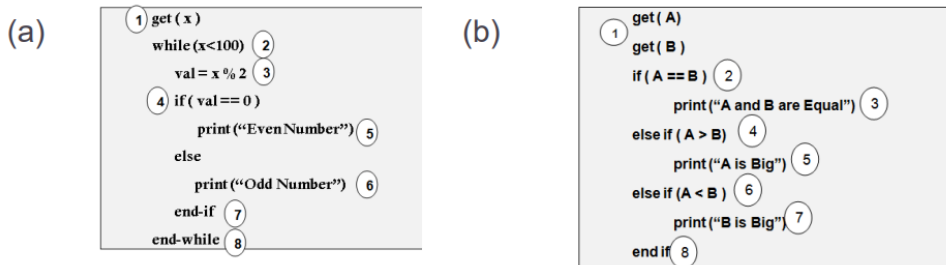 (a)
1 get ( x )
while (x<100) 2
val = x % 2 3
4 if ( val == 0 )
print (“Even Number”) 5
else
print (“Odd Number”) 6
end-if 7
end-while 8
(b)
get ( A)
1
get ( B )
if ( A == B ) 2
print (“A and B are Equal”) 3
else if ( A > B) 4
print (“A is Big”) 5
else if (A < B ) 6
print (“B is Big”) 7
end if 8